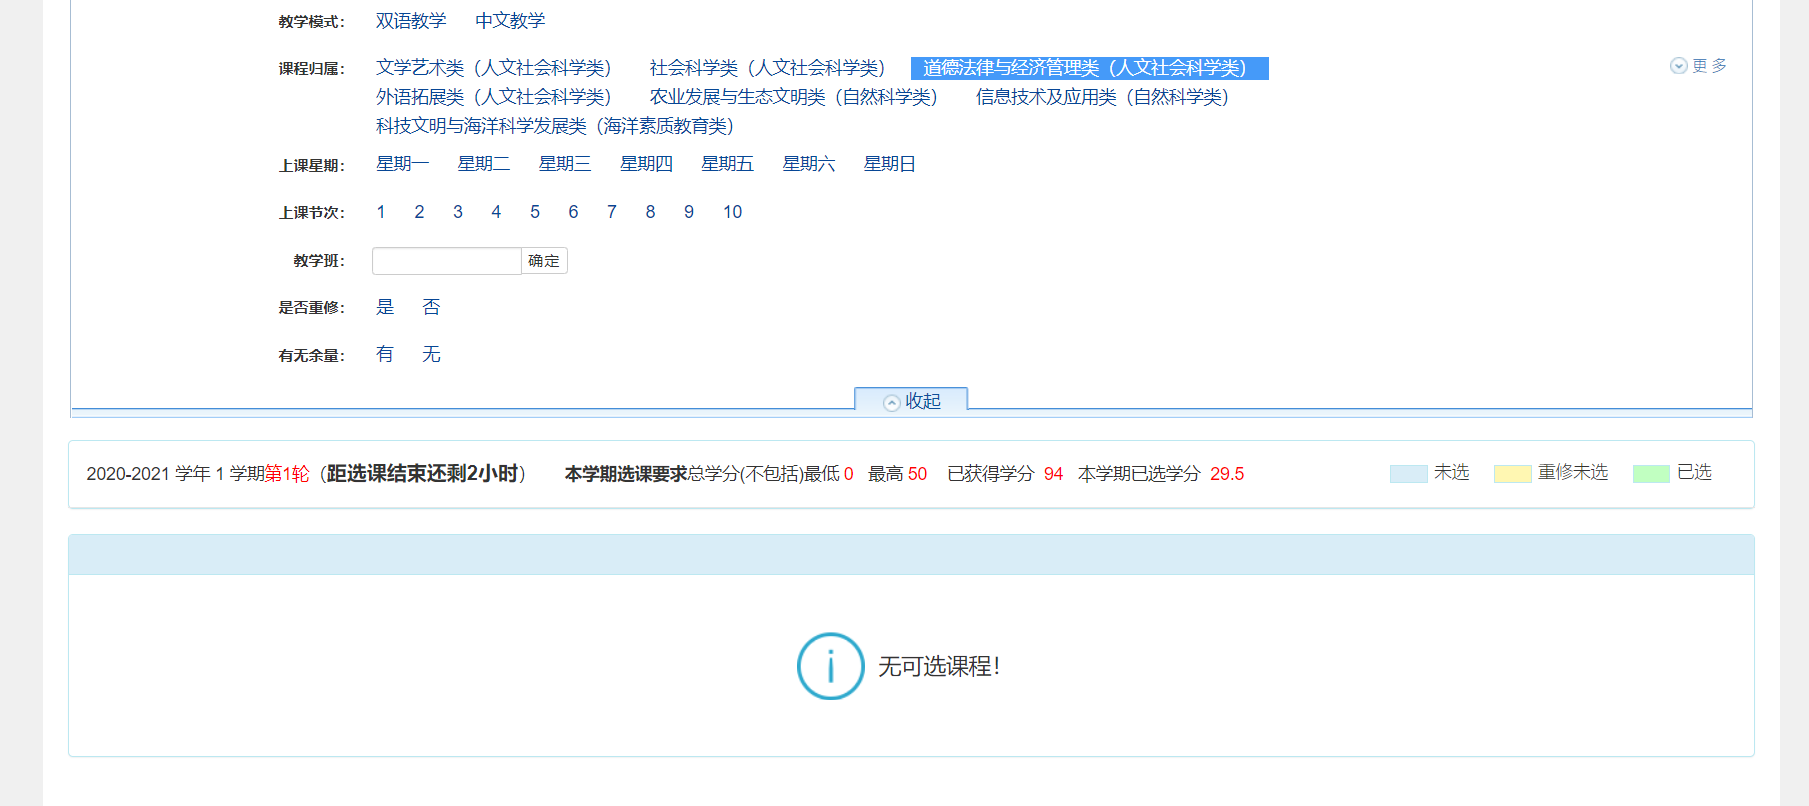 教学模式： 双语教学 中文教学
课程归属： 文学艺术类（人文社会科学类） 社会科学类（人文社会科学类） 道德法律与经济管理类（人文社会科学类） 更 多
外语拓展类（人文社会科学类） 农业发展与生态文明类（自然科学类） 信息技术及应用类（自然科学类）
科技文明与海洋科学发展类（海洋素质教育类）
上课星期： 星期一 星期二 星期三 星期四 星期五 星期六 星期日
上课节次： 1 2 3 4 5 6 7 8 9 10
教学班： 确定
是否重修： 是 否
有无余量： 有 无
收起
2020-2021 学年 1 学期第1轮（距选课结束还剩2小时） 本学期选课要求总学分(不包括)最低 0 最高 50 已获得学分 94 本学期已选学分 29.5 未选 重修未选 已选
无可选课程！